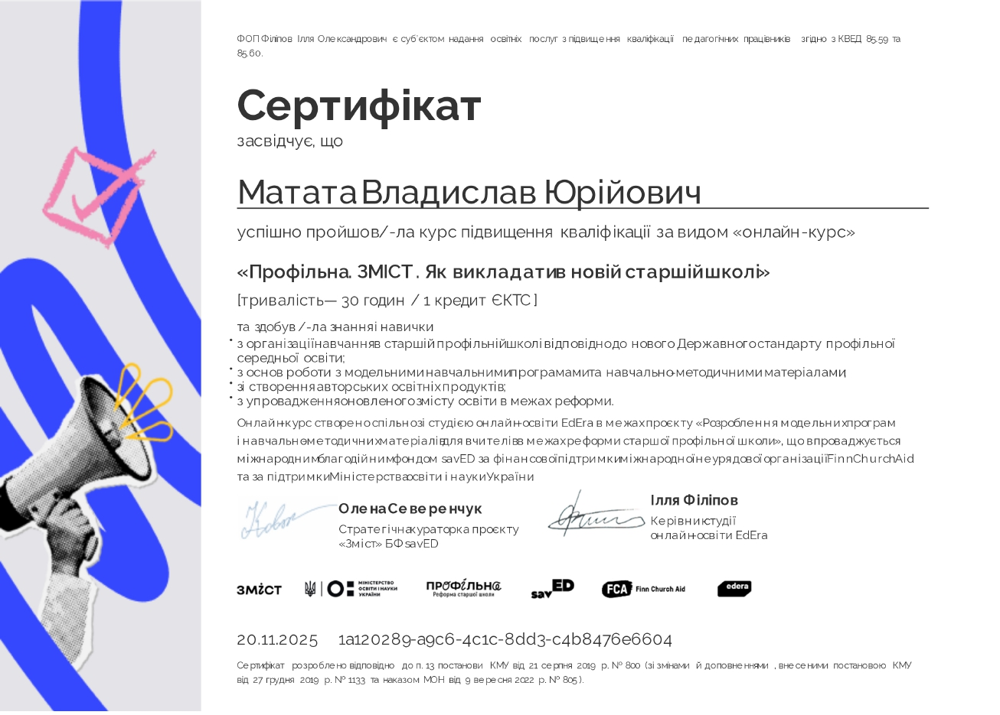 ФОП Філіпов Ілля Олександрович є суб'єктом надання освітніх послуг з підвищення кваліфікації педагогічних працівників згідно з КВЕД 85.59 та
85.60.
Сертифікат
засвідчує, що
Матата Владислав Юрійович
успішно пройшов/-ла курс підвищення кваліфікації за видом «онлайн-курс»
«Профільна. ЗМІСТ. Як викладати в новій старшій школі»
[тривалість — 30 годин / 1 кредит ЄКТС]
та здобув/-ла знання і навички
• з організації навчання в старшій профільній школі відповідно до нового Державного стандарту профільної
середньої освіти;
• з основ роботи з модельними навчальними програмами та навчально-методичними матеріалами;
• зі створення авторських освітніх продуктів;
• з упровадження оновленого змісту освіти в межах реформи.
Онлайн-курс створено спільно зі студією онлайн-освіти EdEra в межах проєкту «Розроблення модельних програм
і навчально-методичних матеріалів для вчителів в межах реформи старшої профільної школи», що впроваджується
міжнародним благодійним фондом savED за фінансової підтримки міжнародної неурядової організації Finn Church Aid
та за підтримки Міністерства освіти і науки України
Олена Северенчук
Стратегічна кураторка проєкту
«Зміст» БФ savED
Ілля Філіпов
Керівник студії
онлайн-освіти EdEra
ЗМіСТ
МІНІСТЕРСТВО
ОСВІТИ І НАУКИ
УКРАЇНИ
ПРОФІЛЬНА
Реформа старшої школи
savED
FCA Finn Church Aid
edera
20.11.2025 1a120289-a9c6-4c1c-8dd3-c4b8476e6604
Сертифікат розроблено відповідно до п. 13 постанови КМУ від 21 серпня 2019 р. № 800 (зі змінами й доповненнями, внесеними постановою КМУ
від 27 грудня 2019 р. № 1133 та наказом МОН від 9 вересня 2022 р. № 805).